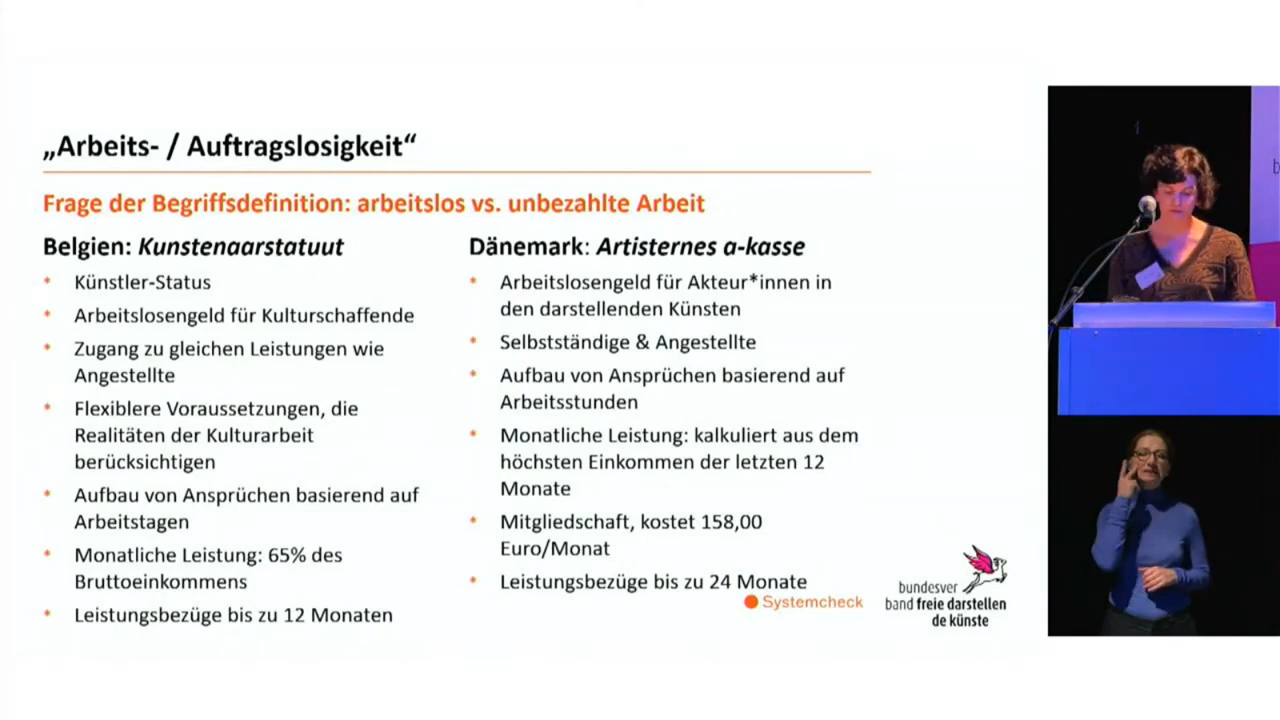 „Arbeits- / Auftragslosigkeit“
Frage der Begriffsdefinition: arbeitslos vs. unbezahlte Arbeit
Belgien: Kunstenaarstatuut
* Künstler-Status
* Arbeitslosengeld für Kulturschaffende
* Zugang zu gleichen Leistungen wie
Angestellte
* Flexiblere Voraussetzungen, die
Realitäten der Kulturarbeit
berücksichtigen
* Aufbau von Ansprüchen basierend auf
Arbeitstagen
* Monatliche Leistung: 65% des
Bruttoeinkommens
* Leistungsbezüge bis zu 12 Monaten
Dänemark: Artisternes a-kasse
* Arbeitslosengeld für Akteur*innen in
den darstellenden Künsten
* Selbstständige & Angestellte
* Aufbau von Ansprüchen basierend auf
Arbeitsstunden
* Monatliche Leistung: kalkuliert aus dem
höchsten Einkommen der letzten 12
Monate
* Mitgliedschaft, kostet 158,00
Euro/Monat
* Leistungsbezüge bis zu 24 Monate
Systemcheck
bundesver
band freie darstellen
de künste